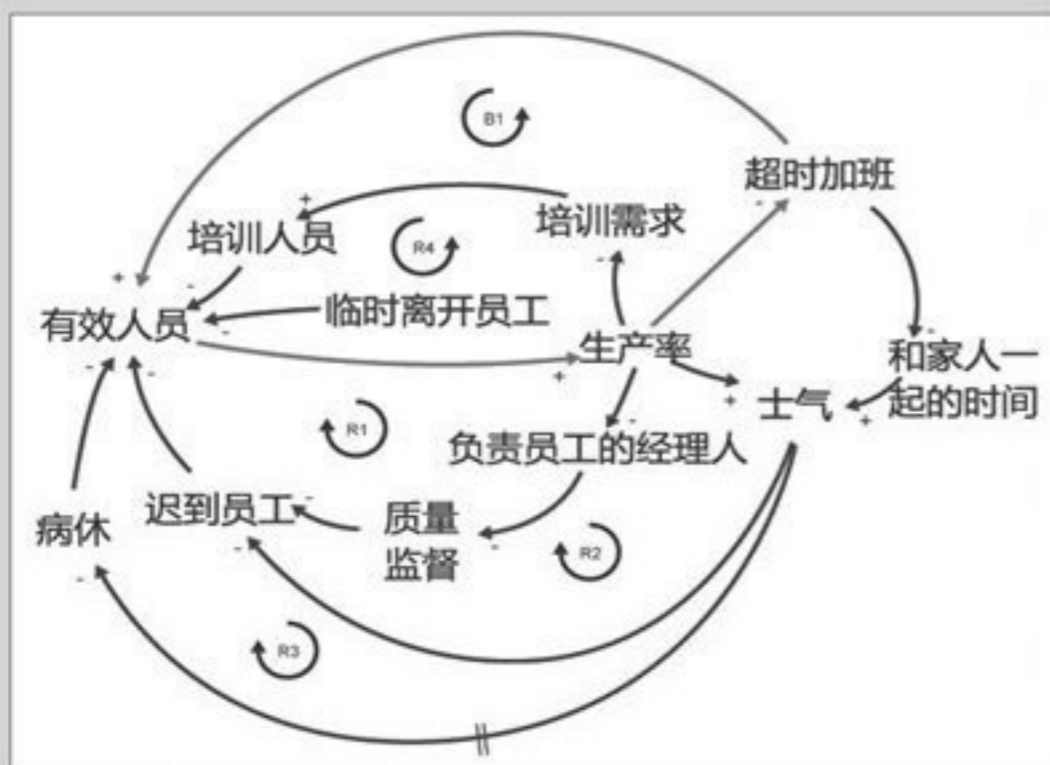 B1
超时加班
-
培训需求
+
培训人员
R4
-
-
+
临时离开员工
有效人员
-
生产率
-
和家人一
起的时间
+
-
-
+
士气
+
R1
-
负责员工的经理人
迟到员工
-
质量
监督
病休
-
-
R2
-
R3